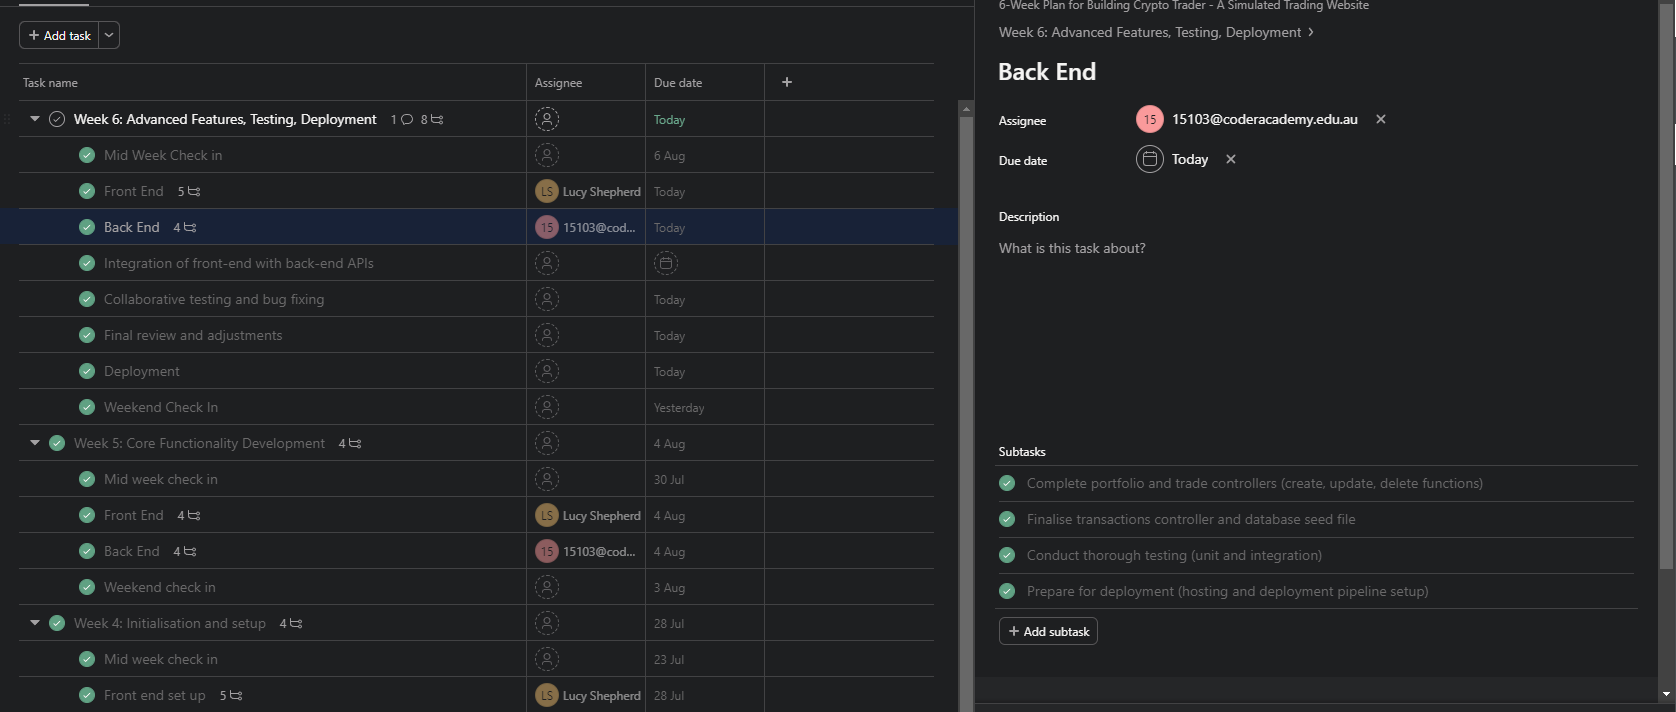 + Add task
Task name Assignee Due date +
Week 6: Advanced Features, Testing, Deployment 1 8 Today
Mid Week Check in 6 Aug
Front End 5 LS Lucy Shepherd Today
Back End 4 15 15103@cod... Today
Integration of front-end with back-end APIs
Collaborative testing and bug fixing Today
Final review and adjustments Today
Deployment Today
Weekend Check In Yesterday
Week 5: Core Functionality Development 4 4 Aug
Mid week check in 30 Jul
Front End 4 LS Lucy Shepherd 4 Aug
Back End 4 15 15103@cod... 4 Aug
Weekend check in 3 Aug
Week 4: Initialisation and setup 4 28 Jul
Mid week check in 23 Jul
Front end set up 5 LS Lucy Shepherd 28 Jul
6-Week Plan for Building Crypto Trader - A Simulated Trading Website
Week 6: Advanced Features, Testing, Deployment >
Back End
Assignee 15 15103@coderacademy.edu.au ×
Due date Today ×
Description
What is this task about?
Subtasks
Complete portfolio and trade controllers (create, update, delete functions)
Finalise transactions controller and database seed file
Conduct thorough testing (unit and integration)
Prepare for deployment (hosting and deployment pipeline setup)
+ Add subtask